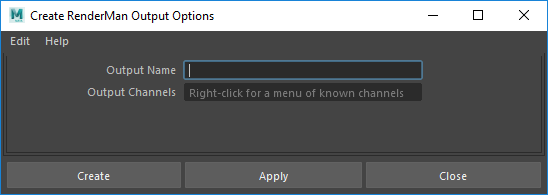 M Create RenderMan Output Options
Edit Help
Output Name
Output Channels Right-click for a menu of known channels
Create Apply Close